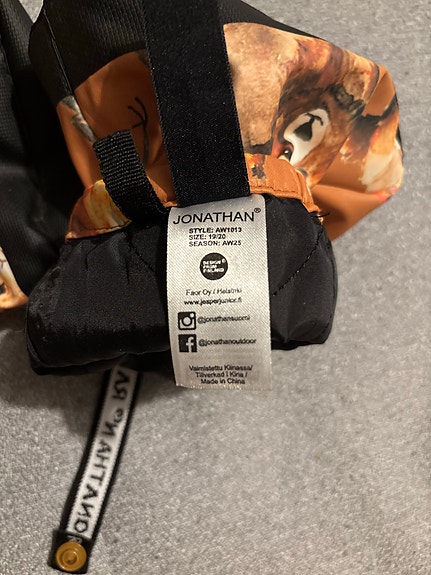 JONATHAN®
STYLE: AW1013
SIZE: 19/20
SEASON: AW25
DESIGN
FROM
FINLAND
Faor Oy / Helsinki
www.jesperjunior.fi
@jonathansuomi
@jonathanoutdoor
Valmistettu Kiinassa/
Tillverkad i Kina /
Made in China
JONATHAN®